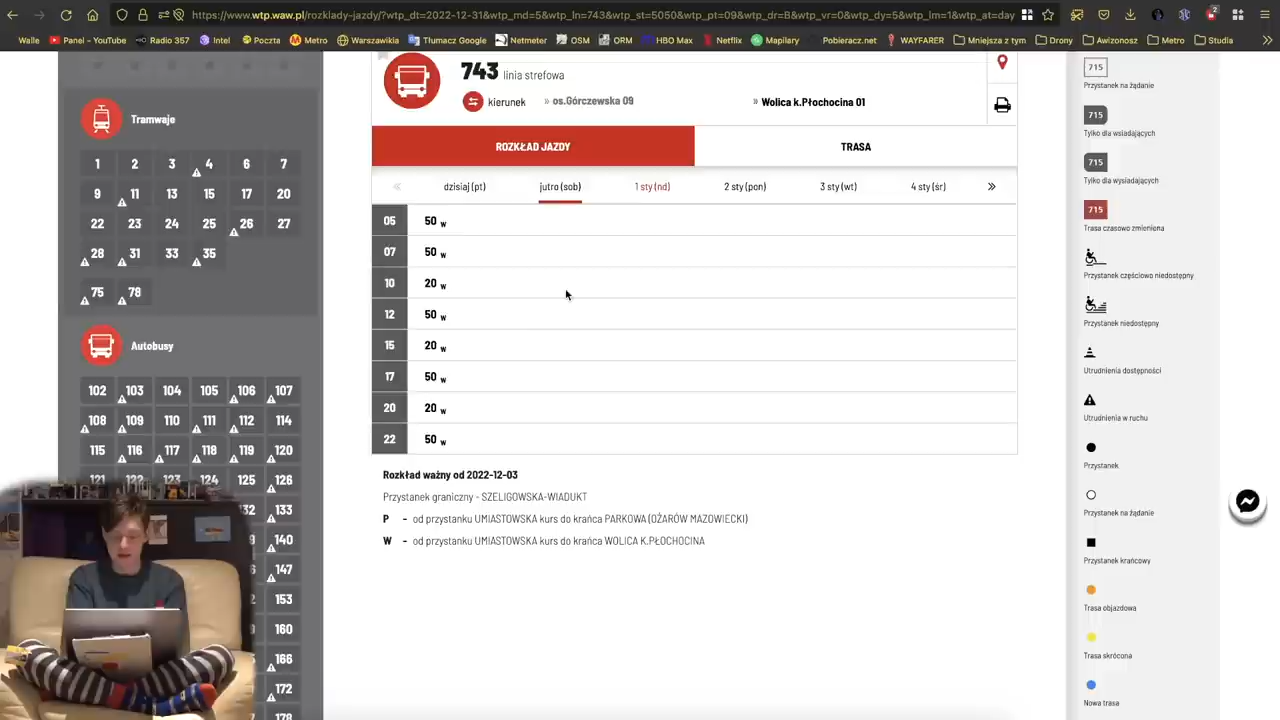 https://www.wtp.waw.pl/rozklady-jazdy/?wtp_dt=2022-12-31&wtp_md=5&wtp_ln=743&wtp_st=5050&wtp_pt=09&wtp_dr=B&wtp_vr=0&wtp_dy=5&wtp_lm=1&wtp_at=day
2
Walle Panel - YouTube Radio 357 Intel Poczta Metro Warszawikia Tłumacz Google Netmeter OSM ORM HBO Max Netflix Mapilary Pobieracz.net WAYFARER Mniejsza z tym Drony Awizonosz Metro Studia
Tramwaje
1 2 3 4 6 7
9 11 13 15 17 20
22 23 24 25 26 27
28 31 33 35
75 78
Autobusy
102 103 104 105 106 107
108 109 110 111 112 114
115 116 117 118 119 120
121 122 123 124 125 126
133
140
147
153
160
166
172
178
743 linia strefowa
kierunek » os.Górczewska 09 » Wolica k.Płochocina 01
ROZKŁAD JAZDY TRASA
« dzisiaj (pt) jutro (sob) 1 sty (nd) 2 sty (pon) 3 sty (wt) 4 sty (śr) »
05 50 w
07 50 w
10 20 w
12 50 w
15 20 w
17 50 w
20 20 w
22 50 w
Rozkład ważny od 2022-12-03
Przystanek graniczny - SZELIGOWSKA-WIADUKT
P - od przystanku UMIASTOWSKA kurs do krańca PARKOWA (OŻARÓW MAZOWIECKI)
W - od przystanku UMIASTOWSKA kurs do krańca WOLICA K.PŁOCHOCINA
715
Przystanek na żądanie
715
Tylko dla wsiadających
715
Tylko dla wysiadających
715
Trasa czasowo zmieniona
Przystanek częściowo niedostępny
Przystanek niedostępny
Utrudnienia dostępności
Utrudnienia w ruchu
Przystanek
Przystanek na żądanie
Przystanek krańcowy
Trasa objazdowa
Trasa skrócona
Nowa trasa